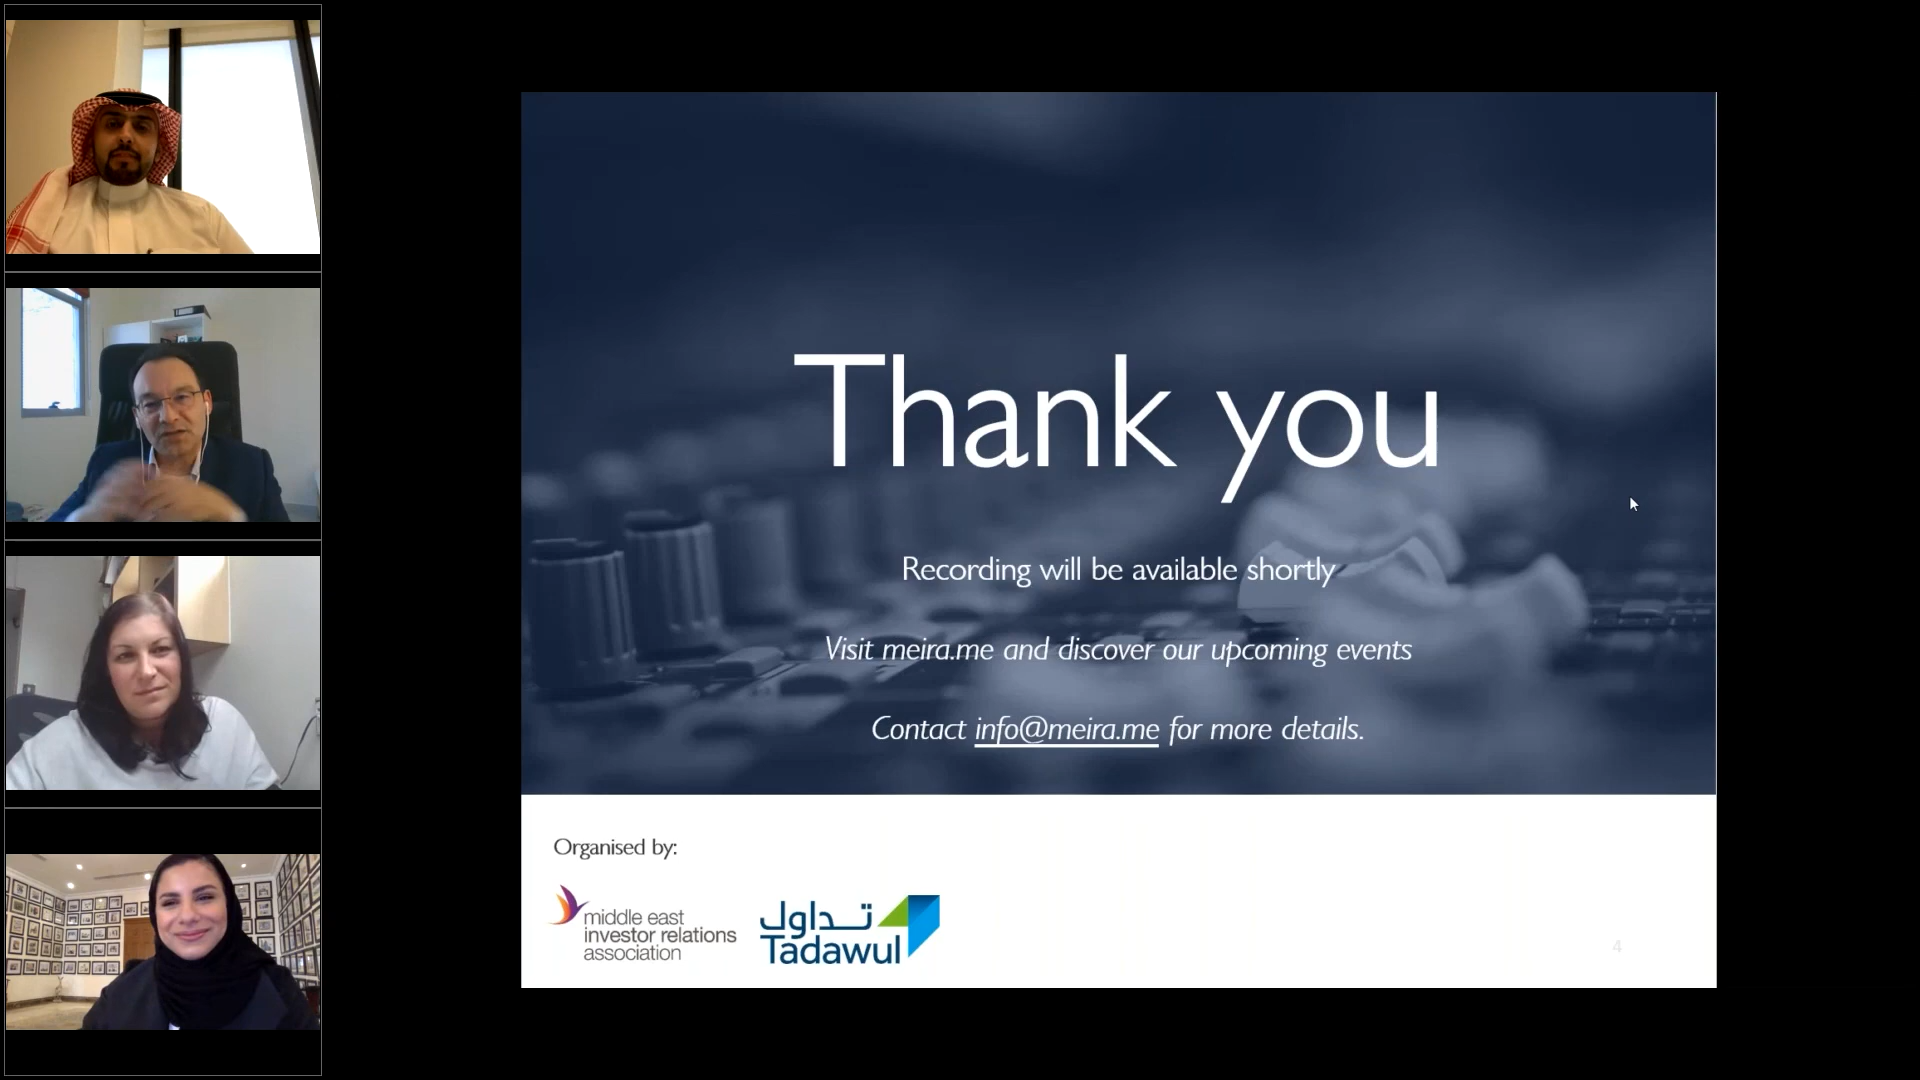 Thank you
Recording will be available shortly
Visit meira.me and discover our upcoming events
Contact info@meira.me for more details.
Organised by:
middle east
investor relations
association
تداول
Tadawul
4